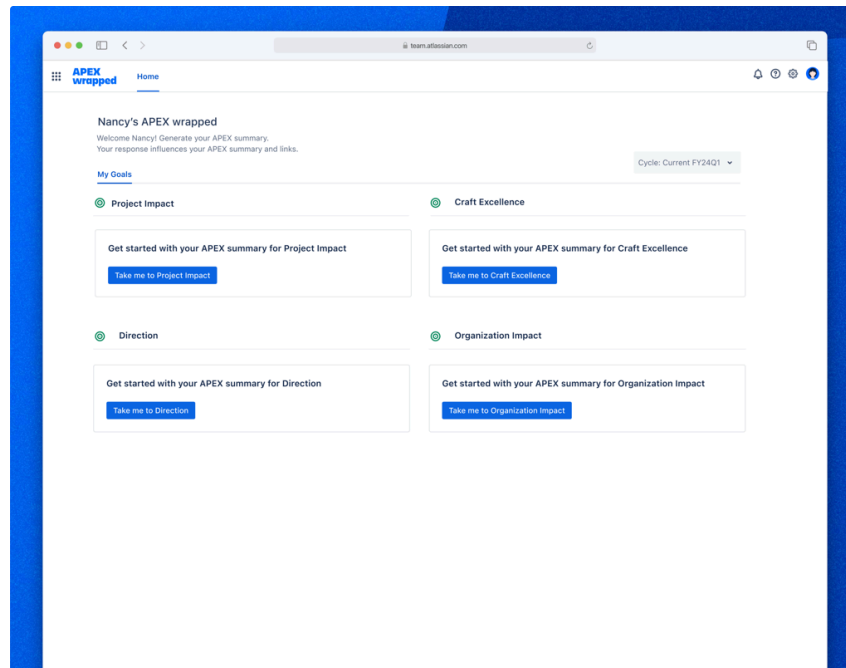 team.atlassian.com
APEX
wrapped
Home
Nancy's APEX wrapped
Welcome Nancy! Generate your APEX summary.
Your response influences your APEX summary and links.
Cycle: Current FY24Q1
My Goals
Project Impact
Craft Excellence
Get started with your APEX summary for Project Impact
Take me to Project Impact
Get started with your APEX summary for Craft Excellence
Take me to Craft Excellence
Direction
Organization Impact
Get started with your APEX summary for Direction
Take me to Direction
Get started with your APEX summary for Organization Impact
Take me to Organization Impact